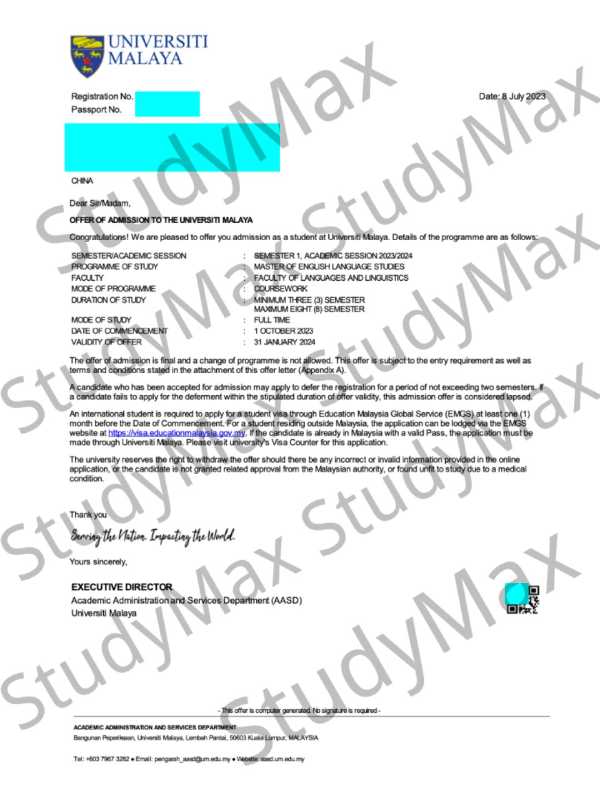 UNIVERSITI
MALAYA
Registration No.
Date: 8 July 2023
Passport No.
CHINA
Dear Sir/Madam,
OFFER OF ADMISSION TO THE UNIVERSITI MALAYA
Congratulations! We are pleased to offer you admission as a student at Universiti Malaya. Details of the programme are as follows:
SEMESTER/ACADEMIC SESSION : SEMESTER 1, ACADEMIC SESSION 2023/2024
PROGRAMME OF STUDY : MASTER OF ENGLISH LANGUAGE STUDIES
FACULTY : FACULTY OF LANGUAGES AND LINGUISTICS
MODE OF PROGRAMME : COURSEWORK
DURATION OF STUDY : MINIMUM THREE (3) SEMESTER
MAXIMUM EIGHT (8) SEMESTER
MODE OF STUDY : FULL TIME
DATE OF COMMENCEMENT : 1 OCTOBER 2023
VALIDITY OF OFFER : 31 JANUARY 2024
The offer of admission is final and a change of programme is not allowed. This offer is subject to the entry requirement as well as
terms and conditions stated in the attachment of this offer letter (Appendix A).
A candidate who has been accepted for admission may apply to defer the registration for a period of not exceeding two semesters. If
a candidate fails to apply for the deferment within the stipulated duration of offer validity, this admission offer is considered lapsed.
An international student is required to apply for a student visa through Education Malaysia Global Service (EMGS) at least one (1)
month before the Date of Commencement. For a student residing outside Malaysia, the application can be lodged via the EMGS
website at https://visa.educationmalaysia.gov.my. If the candidate is already in Malaysia with a valid Pass, the application must be
made through Universiti Malaya. Please visit university's Visa Counter for this application.
The university reserves the right to withdraw the offer should there be any incorrect or invalid information provided in the online
application, or the candidate is not granted related approval from the Malaysian authority, or found unfit to study due to a medical
condition.
Thank you
Serving the Nation. Impacting the World.
Yours sincerely,
EXECUTIVE DIRECTOR
Academic Administration and Services Department (AASD)
Universiti Malaya
- This offer is computer generated. No signature is required -
ACADEMIC ADMINISTRATION AND SERVICES DEPARTMENT
Bangunan Peperiksaan, Universiti Malaya, Lembah Pantai, 50603 Kuala Lumpur, MALAYSIA
Tel: +603 7967 3282 ● Email: pengarah_aasd@um.edu.my ● Website: aasd.um.edu.my
StudyMax
StudyMax
StudyMax
StudyMax
StudyMax
StudyMax
StudyMax
StudyMax